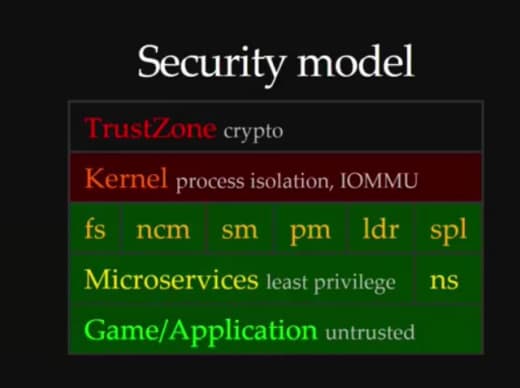 Security model
TrustZone crypto
Kernel process isolation, IOMMU
fs ncm sm pm ldr spl
Microservices least privilege ns
Game/Application untrusted